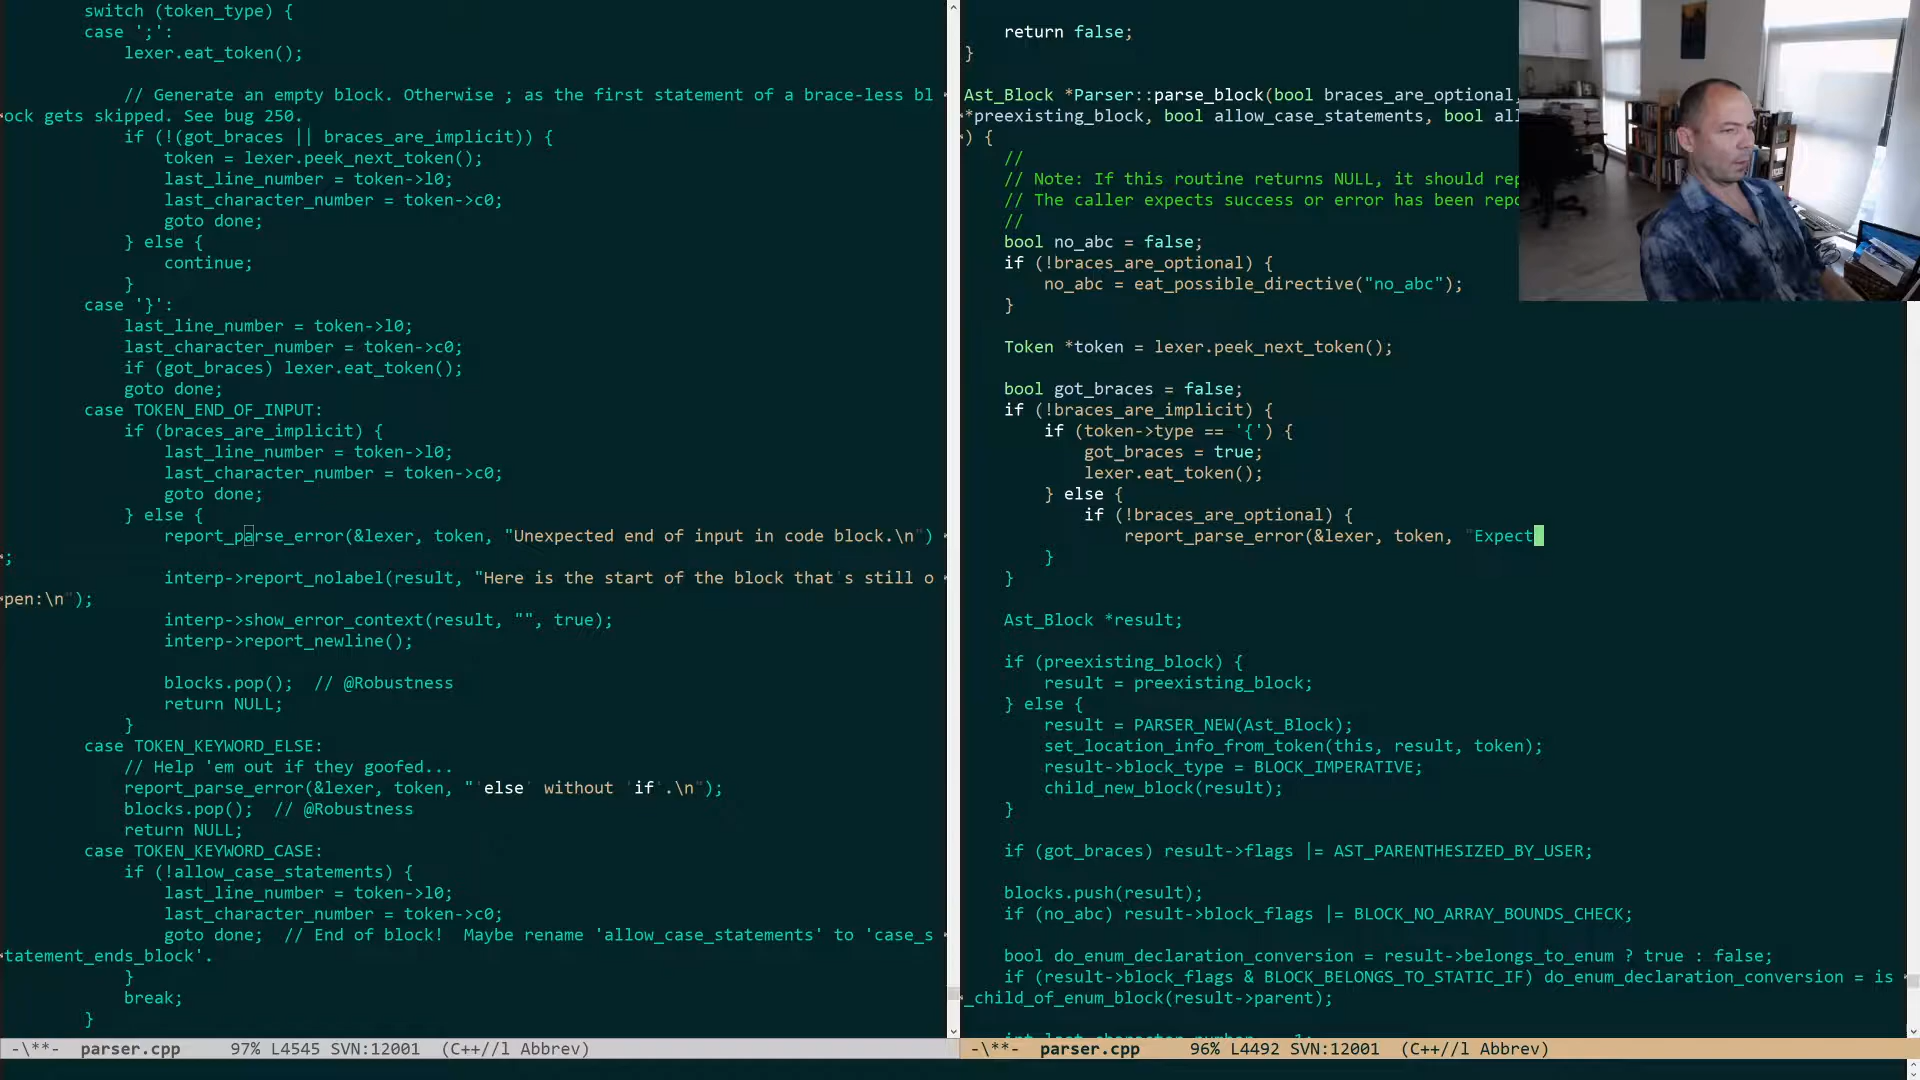 switch (token_type) {
case ';':
lexer.eat_token();
// Generate an empty block. Otherwise ; as the first statement of a brace-less bl
ock gets skipped. See bug 250.
if (!(got_braces || braces_are_implicit)) {
token = lexer.peek_next_token();
last_line_number = token->l0;
last_character_number = token->c0;
goto done;
} else {
continue;
}
case '}':
last_line_number = token->l0;
last_character_number = token->c0;
if (got_braces) lexer.eat_token();
goto done;
case TOKEN_END_OF_INPUT:
if (braces_are_implicit) {
last_line_number = token->l0;
last_character_number = token->c0;
goto done;
} else {
report_parse_error(&lexer, token, "Unexpected end of input in code block.\n")
;
interp->report_nolabel(result, "Here is the start of the block that's still o
pen:\n");
interp->show_error_context(result, "", true);
interp->report_newline();
blocks.pop();  // @Robustness
return NULL;
}
case TOKEN_KEYWORD_ELSE:
// Help 'em out if they goofed...
report_parse_error(&lexer, token, "'else' without 'if'.\n");
blocks.pop();  // @Robustness
return NULL;
case TOKEN_KEYWORD_CASE:
if (!allow_case_statements) {
last_line_number = token->l0;
last_character_number = token->c0;
goto done;  // End of block!  Maybe rename 'allow_case_statements' to 'case_s
tatement_ends_block'.
}
break;
}
-\**-  parser.cpp     97% L4545 SVN:12001  (C++//l Abbrev)
return false;
}
Ast_Block *Parser::parse_block(bool braces_are_optional,
*preexisting_block, bool allow_case_statements, bool all
) {
//
// Note: If this routine returns NULL, it should rep
// The caller expects success or error has been repo
//
bool no_abc = false;
if (!braces_are_optional) {
no_abc = eat_possible_directive("no_abc");
}
Token *token = lexer.peek_next_token();
bool got_braces = false;
if (!braces_are_implicit) {
if (token->type == '{') {
got_braces = true;
lexer.eat_token();
} else {
if (!braces_are_optional) {
report_parse_error(&lexer, token, "Expect
}
}
Ast_Block *result;
if (preexisting_block) {
result = preexisting_block;
} else {
result = PARSER_NEW(Ast_Block);
set_location_info_from_token(this, result, token);
result->block_type = BLOCK_IMPERATIVE;
child_new_block(result);
}
if (got_braces) result->flags |= AST_PARENTHESIZED_BY_USER;
blocks.push(result);
if (no_abc) result->block_flags |= BLOCK_NO_ARRAY_BOUNDS_CHECK;
bool do_enum_declaration_conversion = result->belongs_to_enum ? true : false;
if (result->block_flags & BLOCK_BELONGS_TO_STATIC_IF) do_enum_declaration_conversion = is
_child_of_enum_block(result->parent);
int last_character_number = -1;
-\**-  parser.cpp     96% L4492 SVN:12001  (C++//l Abbrev)